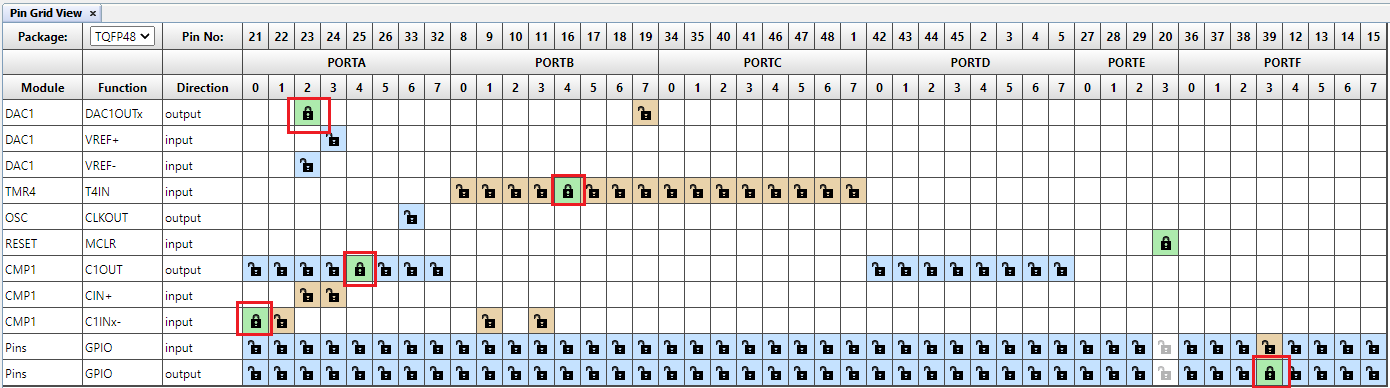 Pin Grid View ×
Package: TQFP48 Pin No: 21 22 23 24 25 26 33 32 8 9 10 11 16 17 18 19 34 35 40 41 46 47 48 1 42 43 44 45 2 3 4 5 27 28 29 20 36 37 38 39 12 13 14 15
PORTA PORTB PORTC PORTD PORTE PORTF
Module Function Direction 0 1 2 3 4 5 6 7 0 1 2 3 4 5 6 7 0 1 2 3 4 5 6 7 0 1 2 3 4 5 6 7 0 1 2 3 0 1 2 3 4 5 6 7
DAC1 DAC1OUTx output
DAC1 VREF+ input
DAC1 VREF- input
TMR4 T4IN input
OSC CLKOUT output
RESET MCLR input
CMP1 C1OUT output
CMP1 CIN+ input
CMP1 C1INx- input
Pins GPIO input
Pins GPIO output